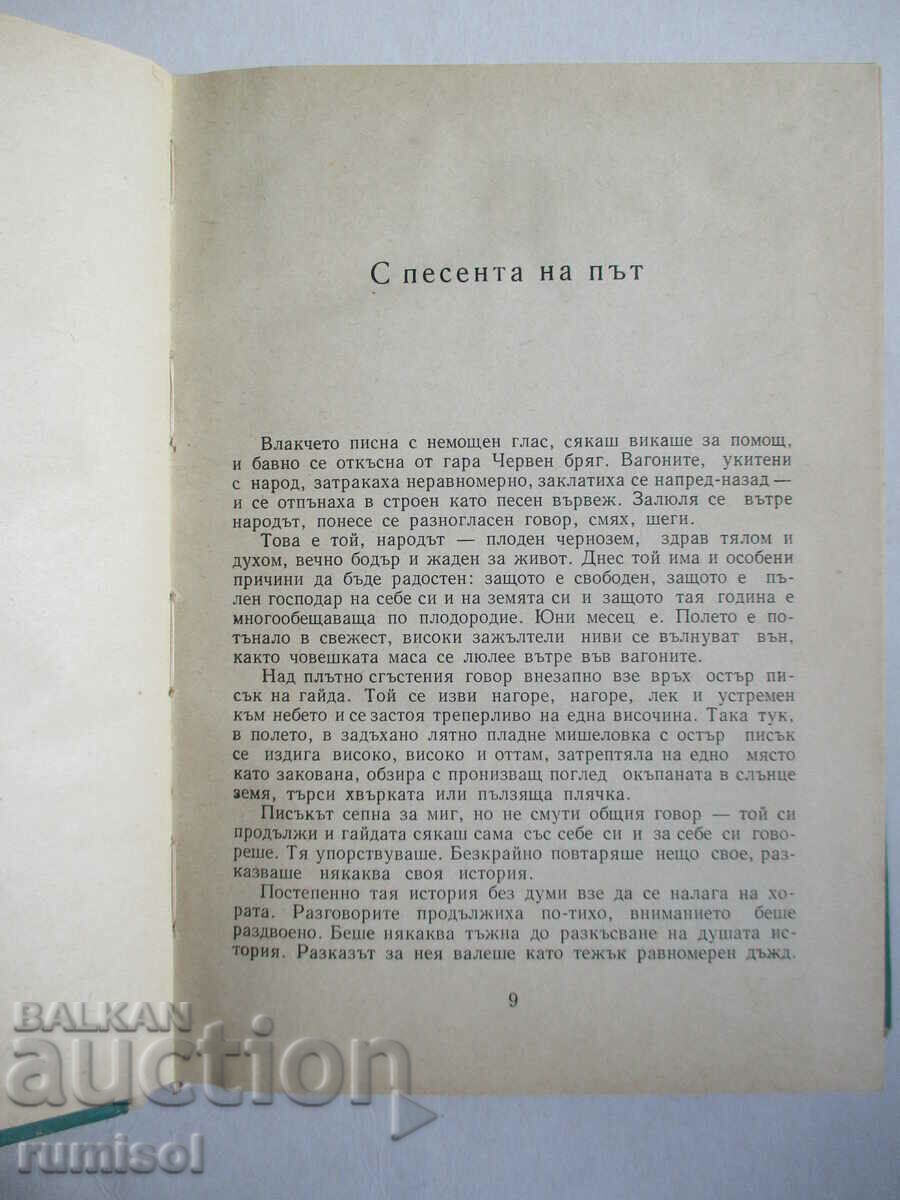 С песента на път
Влакчето писна с немощен глас, сякаш викаше за помощ,
и бавно се откъсна от гара Червен бряг. Вагоните, укитени
с народ, затракаха неравномерно, заклатиха се напред-назад —
и се отпънаха в строен като песен вървеж. Залюля се вътре
народът, понесе се разногласен говор, смях, шеги.
Това е той, народът — плоден чернозем, здрав тялом и
духом, вечно бодър и жаден за живот. Днес той има и особени
причини да бъде радостен: защото е свободен, защото е пъ-
лен господар на себе си и на земята си и защото тая година е
многообещаваща по плодородие. Юни месец е. Полето е по-
тънало в свежест, високи зажълтели ниви се вълнуват вън,
както човешката маса се люлее вътре във вагоните.
Над плътно сгъстения говор внезапно взе връх остър пи-
сък на гайда. Той се изви нагоре, нагоре, лек и устремен
към небето и се застоя треперливо на една височина. Така тук,
в полето, в задъхано лятно пладне мишеловка с остър писък
се издига високо, високо и оттам, затрептяла на едно място
като закована, обзира с пронизващ поглед окъпаната в слънце
земя, търси хвърката или пълзяща плячка.
Писъкът сепна за миг, но не смути общия говор — той си
продължи и гайдата сякаш сама със себе си и за себе си гово-
реше. Тя упорствуваше. Безкрайно повтаряше нещо свое, раз-
казваше някаква своя история.
Постепенно тая история без думи взе да се налага на хо-
рата. Разговорите продължиха по-тихо, вниманието беше
раздвоено. Беше някаква тъжна до разкъсване на душата ис-
тория. Разказът за нея валеше като тежък равномерен дъжд.
9
BALKAN
auction
rumisol